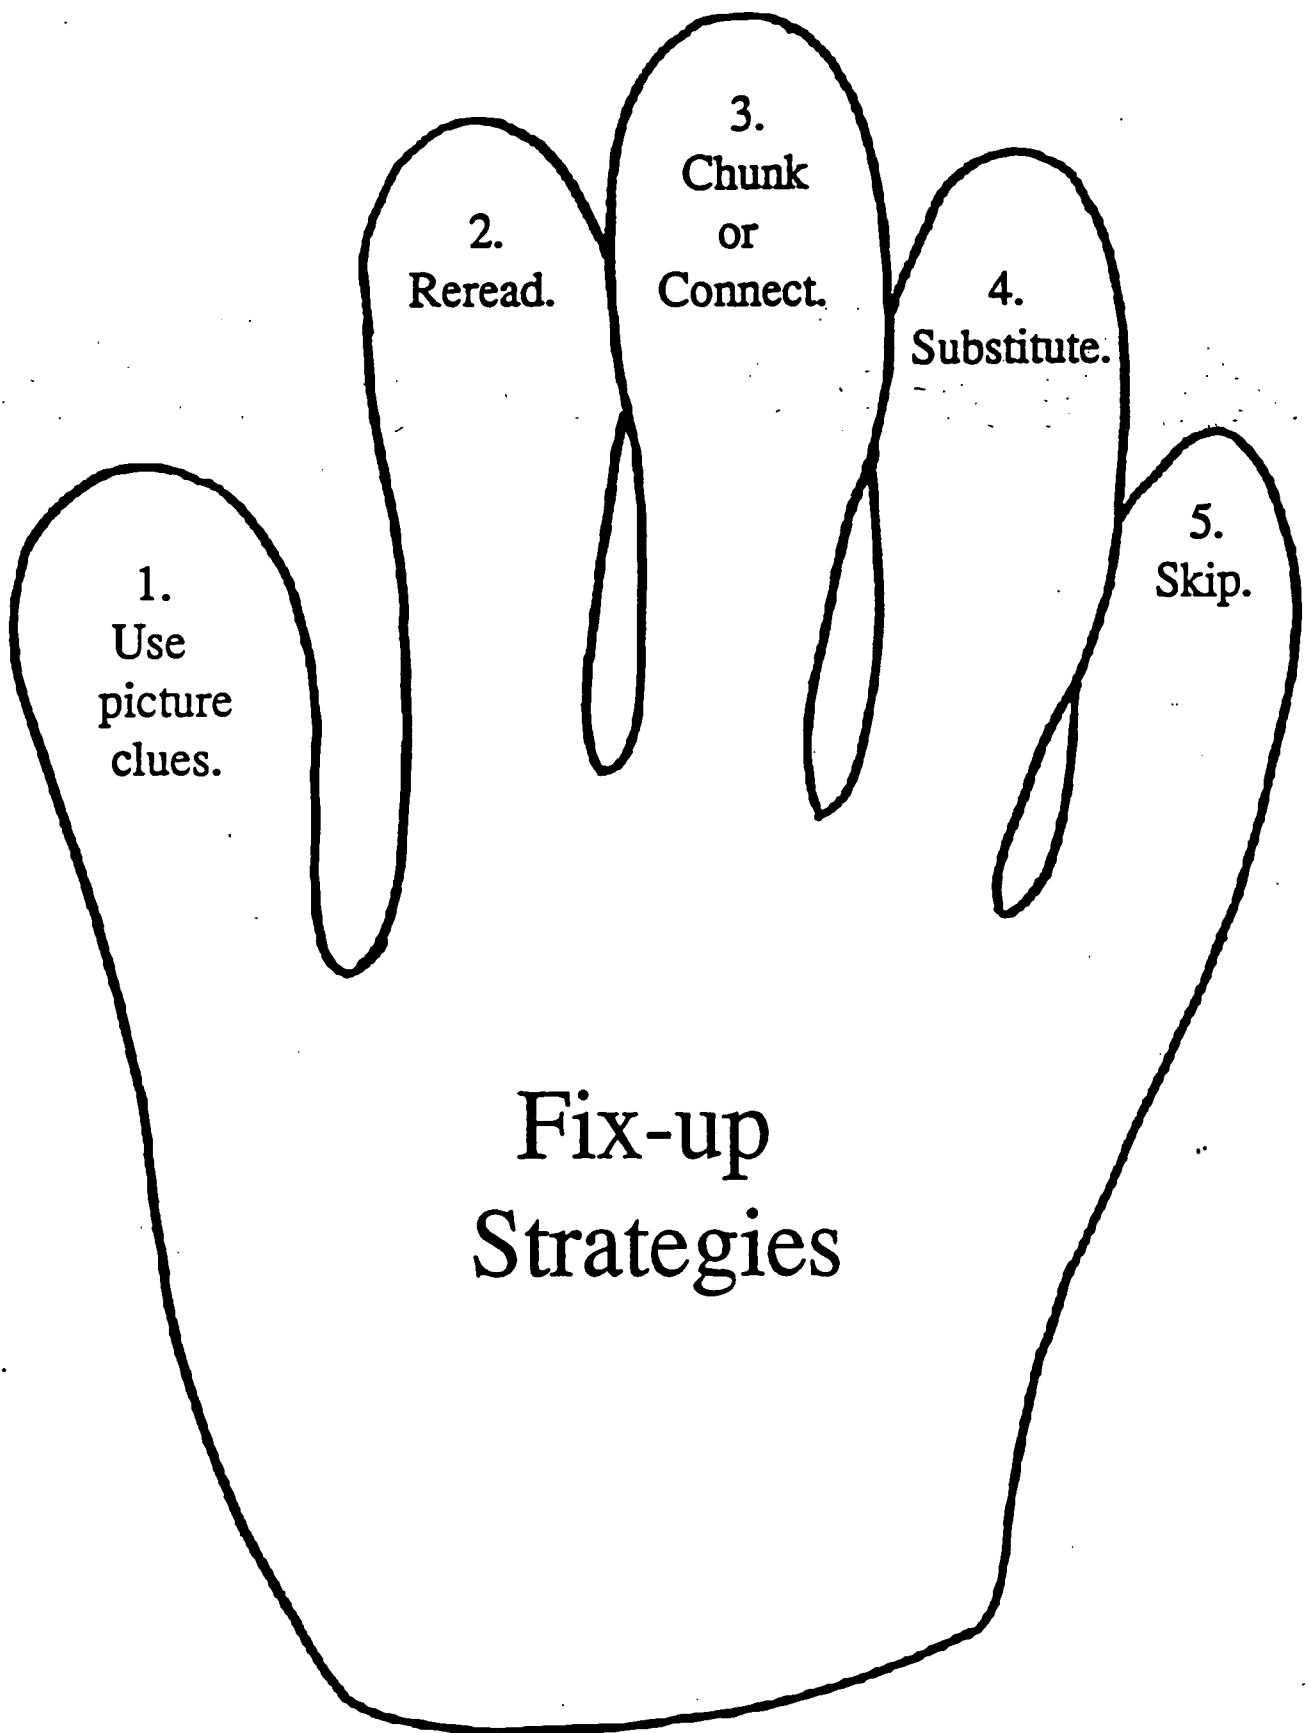 1.
Use
picture
clues.
2.
Reread.
3.
Chunk
or
Connect.
4.
Substitute.
5.
Skip.
Fix-up
Strategies